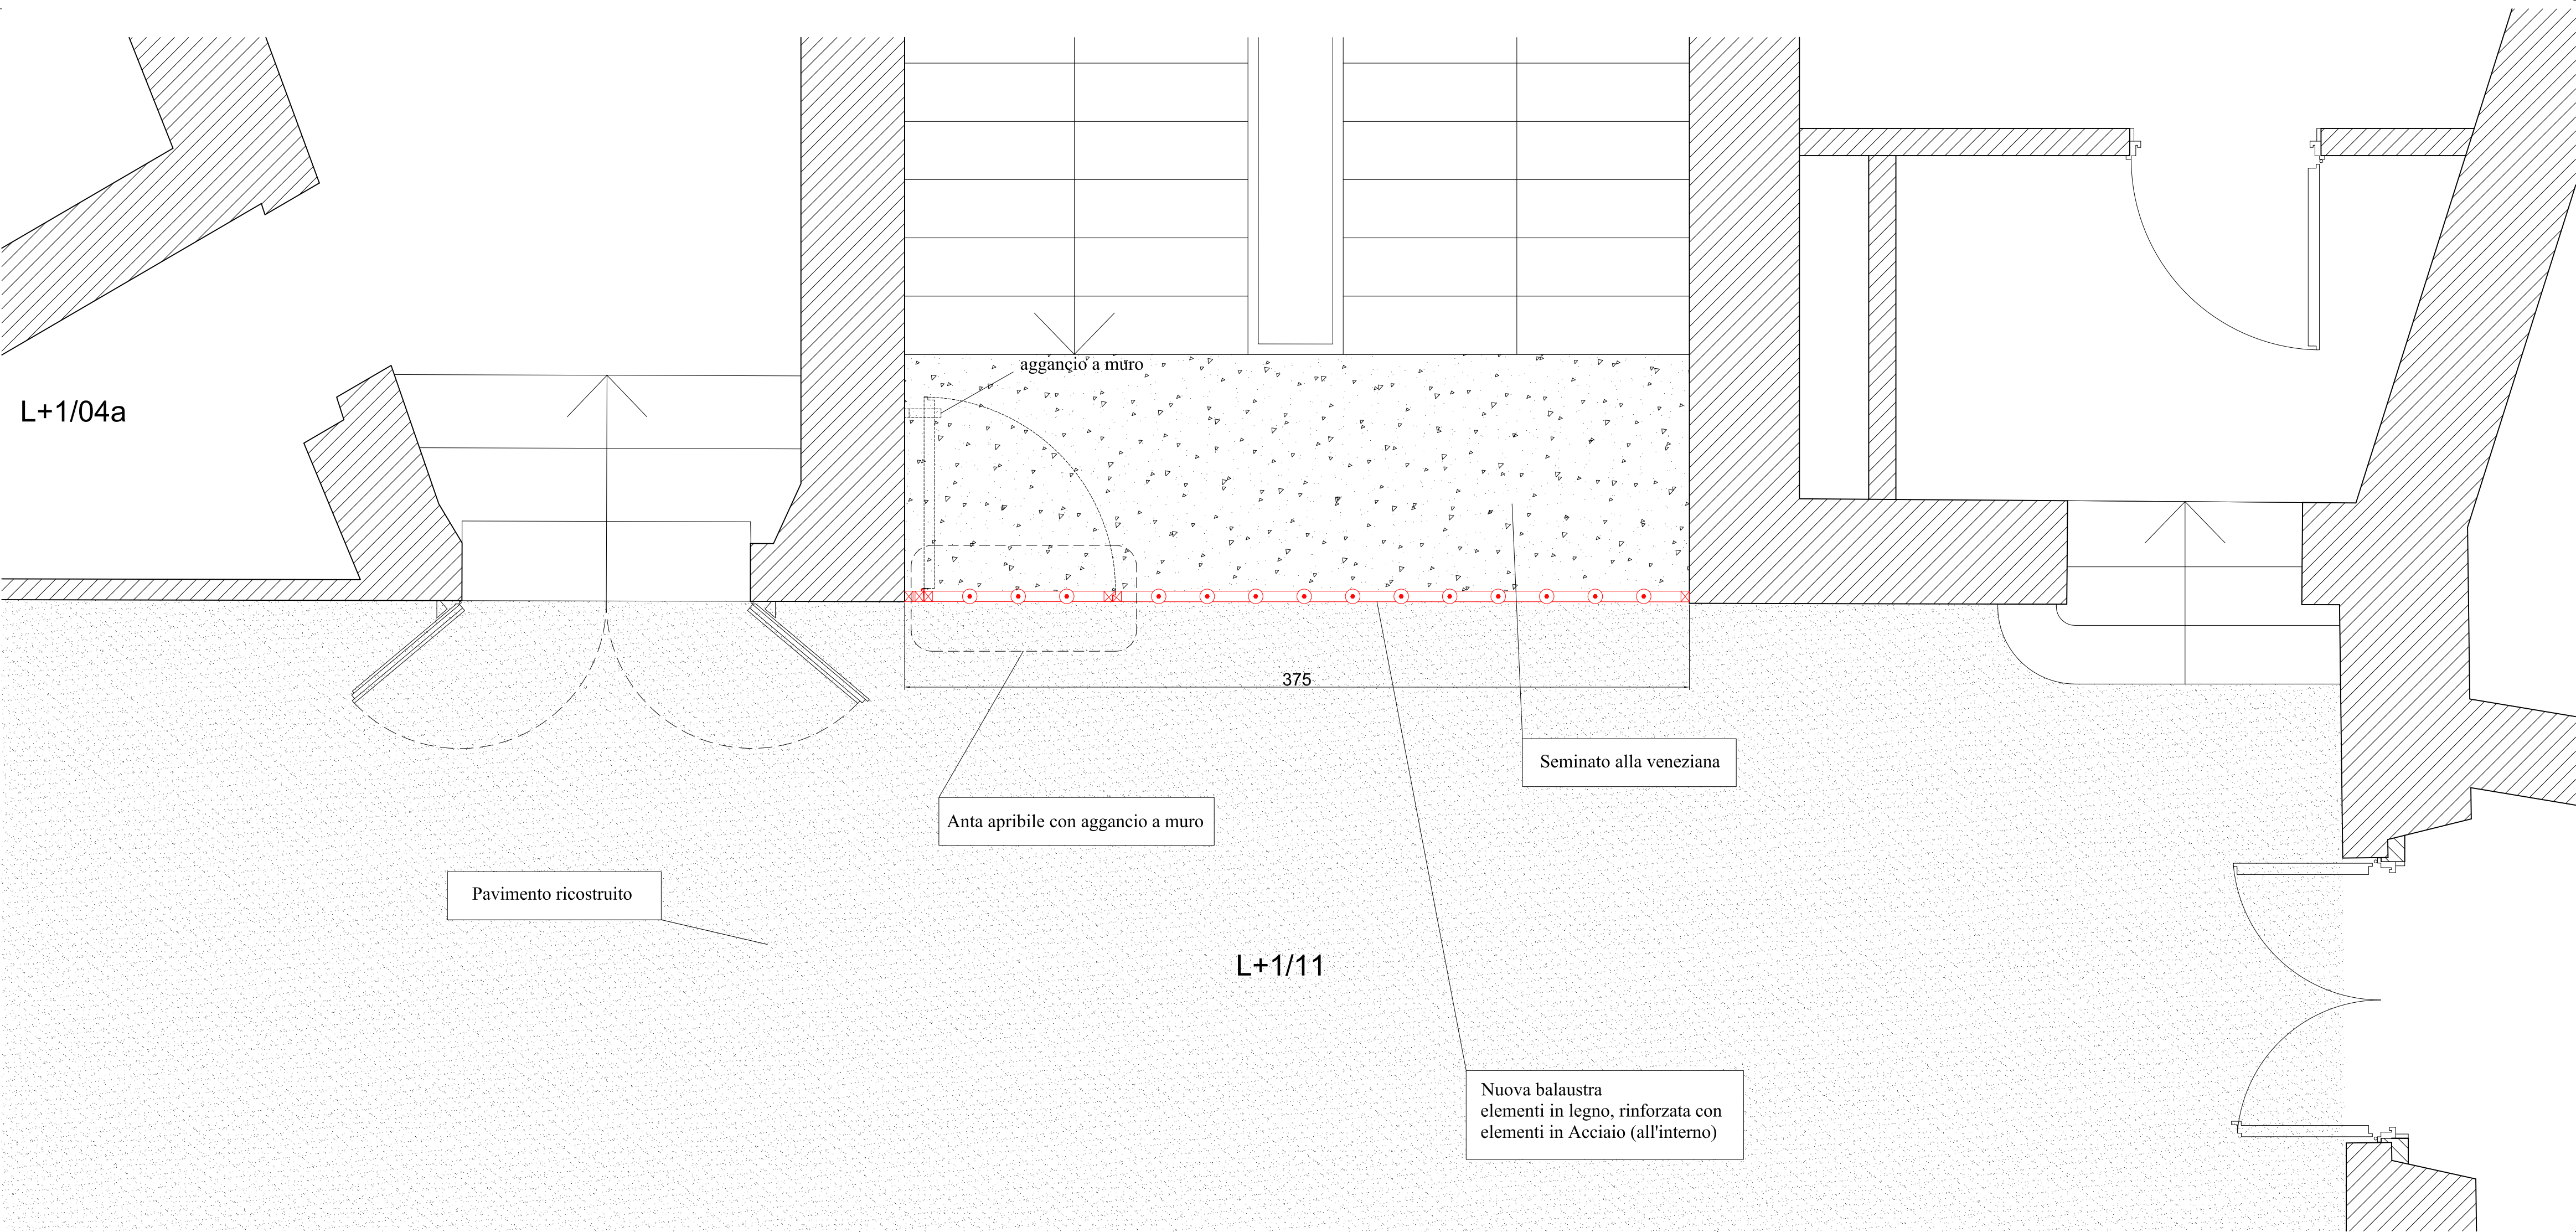 aggancio a muro
L+1/04a
375
Seminato alla veneziana
Anta apribile con aggancio a muro
Pavimento ricostruito
L+1/11
Nuova balaustra
elementi in legno, rinforzata con
elementi in Acciaio (all'interno)